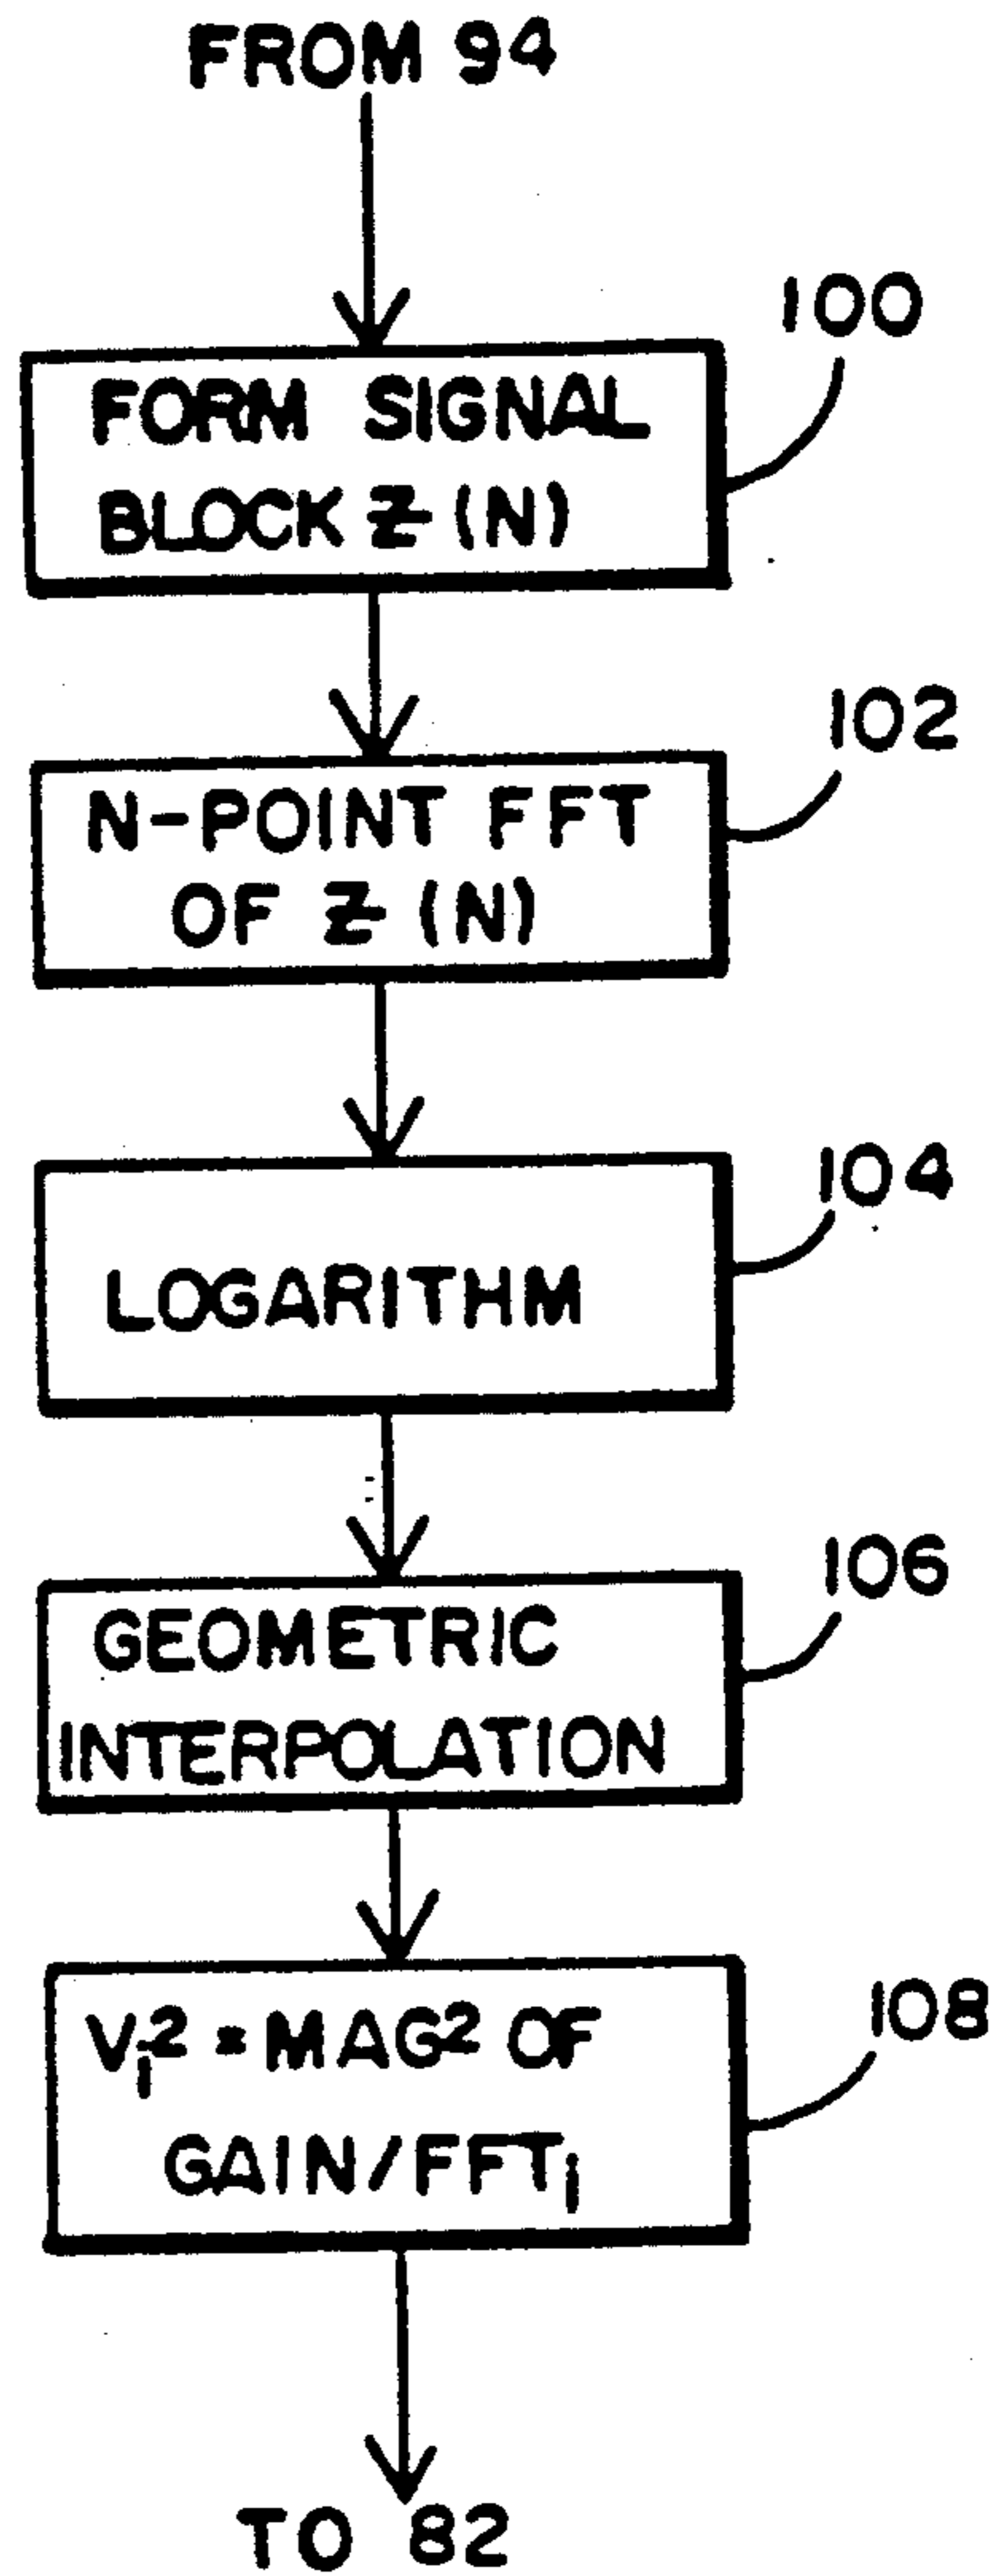 FROM 94
100
FORM SIGNAL
BLOCK Z (N)
102
N-POINT FFT
OF Z (N)
104
LOGARITHM
106
GEOMETRIC
INTERPOLATION
108
Vi² = MAG² OF
GAIN/FFTi
TO 82